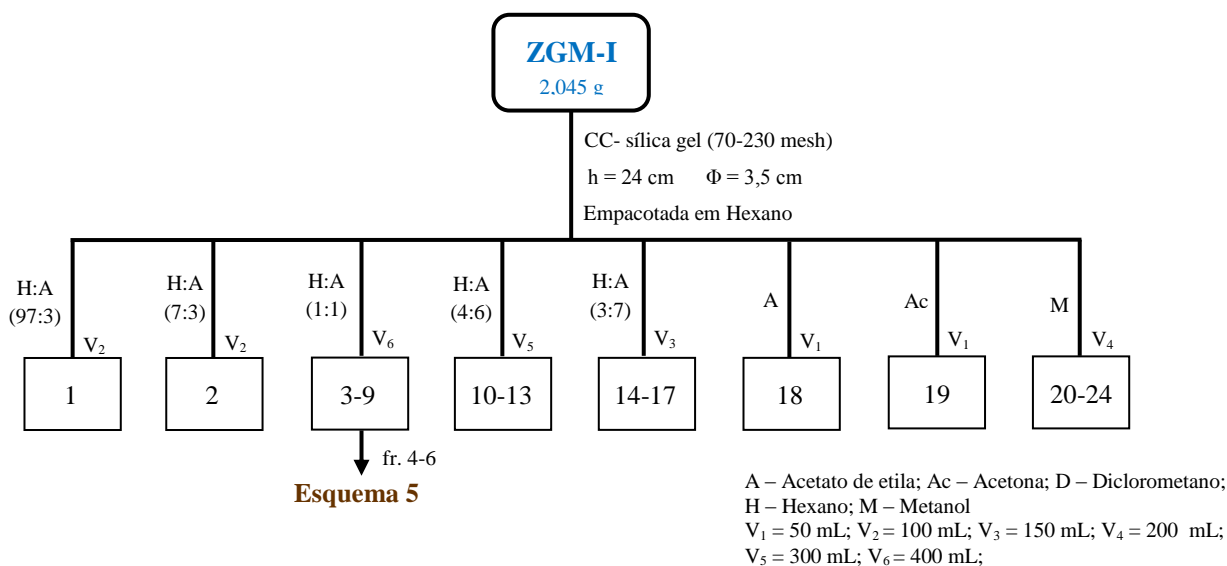 ZGM-I
2,045 g
CC- sílica gel (70-230 mesh)
h = 24 cm Φ = 3,5 cm
Empacotada em Hexano
H:A
(97:3)
V₂
H:A
(7:3)
V₂
H:A
(1:1)
V₆
H:A
(4:6)
V₅
H:A
(3:7)
V₃
A
V₁
Ac
V₁
M
V₄
1
2
3-9
10-13
14-17
18
19
20-24
fr. 4-6
Esquema 5
A – Acetato de etila; Ac – Acetona; D – Diclorometano;
H – Hexano; M – Metanol
V₁ = 50 mL; V₂ = 100 mL; V₃ = 150 mL; V₄ = 200 mL;
V₅ = 300 mL; V₆ = 400 mL;